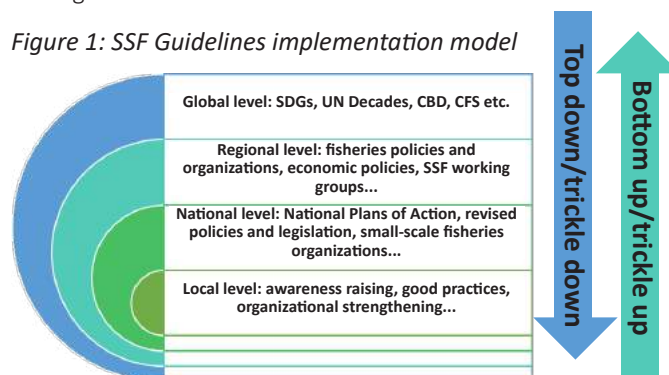 Figure 1: SSF Guidelines implementation model
Global level: SDGs, UN Decades, CBD, CFS etc.
Regional level: fisheries policies and
organizations, economic policies, SSF working
groups...
National level: National Plans of Action, revised
policies and legislation, small-scale fisheries
organizations...
Local level: awareness raising, good practices,
organizational strengthening...
Top down/trickle down
Bottom up/trickle up